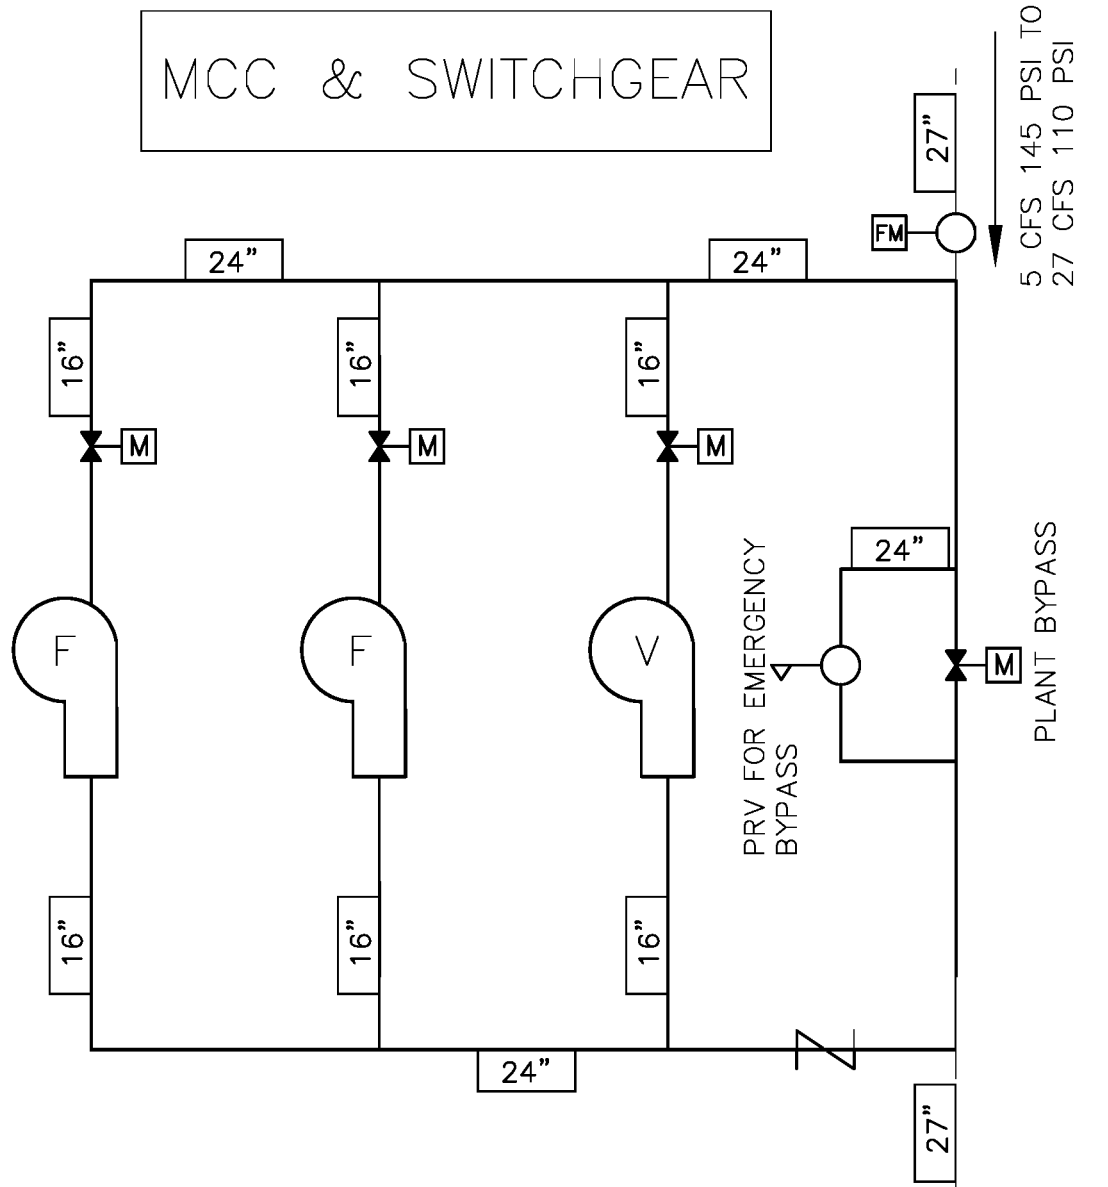 MCC & SWITCHGEAR
5 CFS 145 PSI TO
27 CFS 110 PSI
27"
FM
24"
24"
16"
16"
16"
M
M
M
24"
F
F
V
PRV FOR EMERGENCY
BYPASS
M
PLANT BYPASS
16"
16"
16"
24"
27"